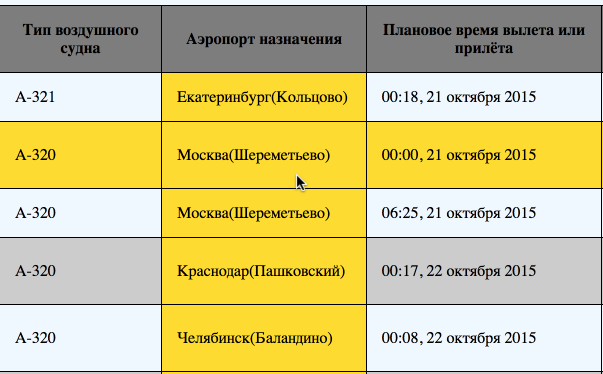 Тип воздушного
судна
Аэропорт назначения
Плановое время вылета или
прилёта
А-321
Екатеринбург(Кольцово)
00:18, 21 октября 2015
А-320
Москва(Шереметьево)
00:00, 21 октября 2015
А-320
Москва(Шереметьево)
06:25, 21 октября 2015
А-320
Краснодар(Пашковский)
00:17, 22 октября 2015
А-320
Челябинск(Баландино)
00:08, 22 октября 2015